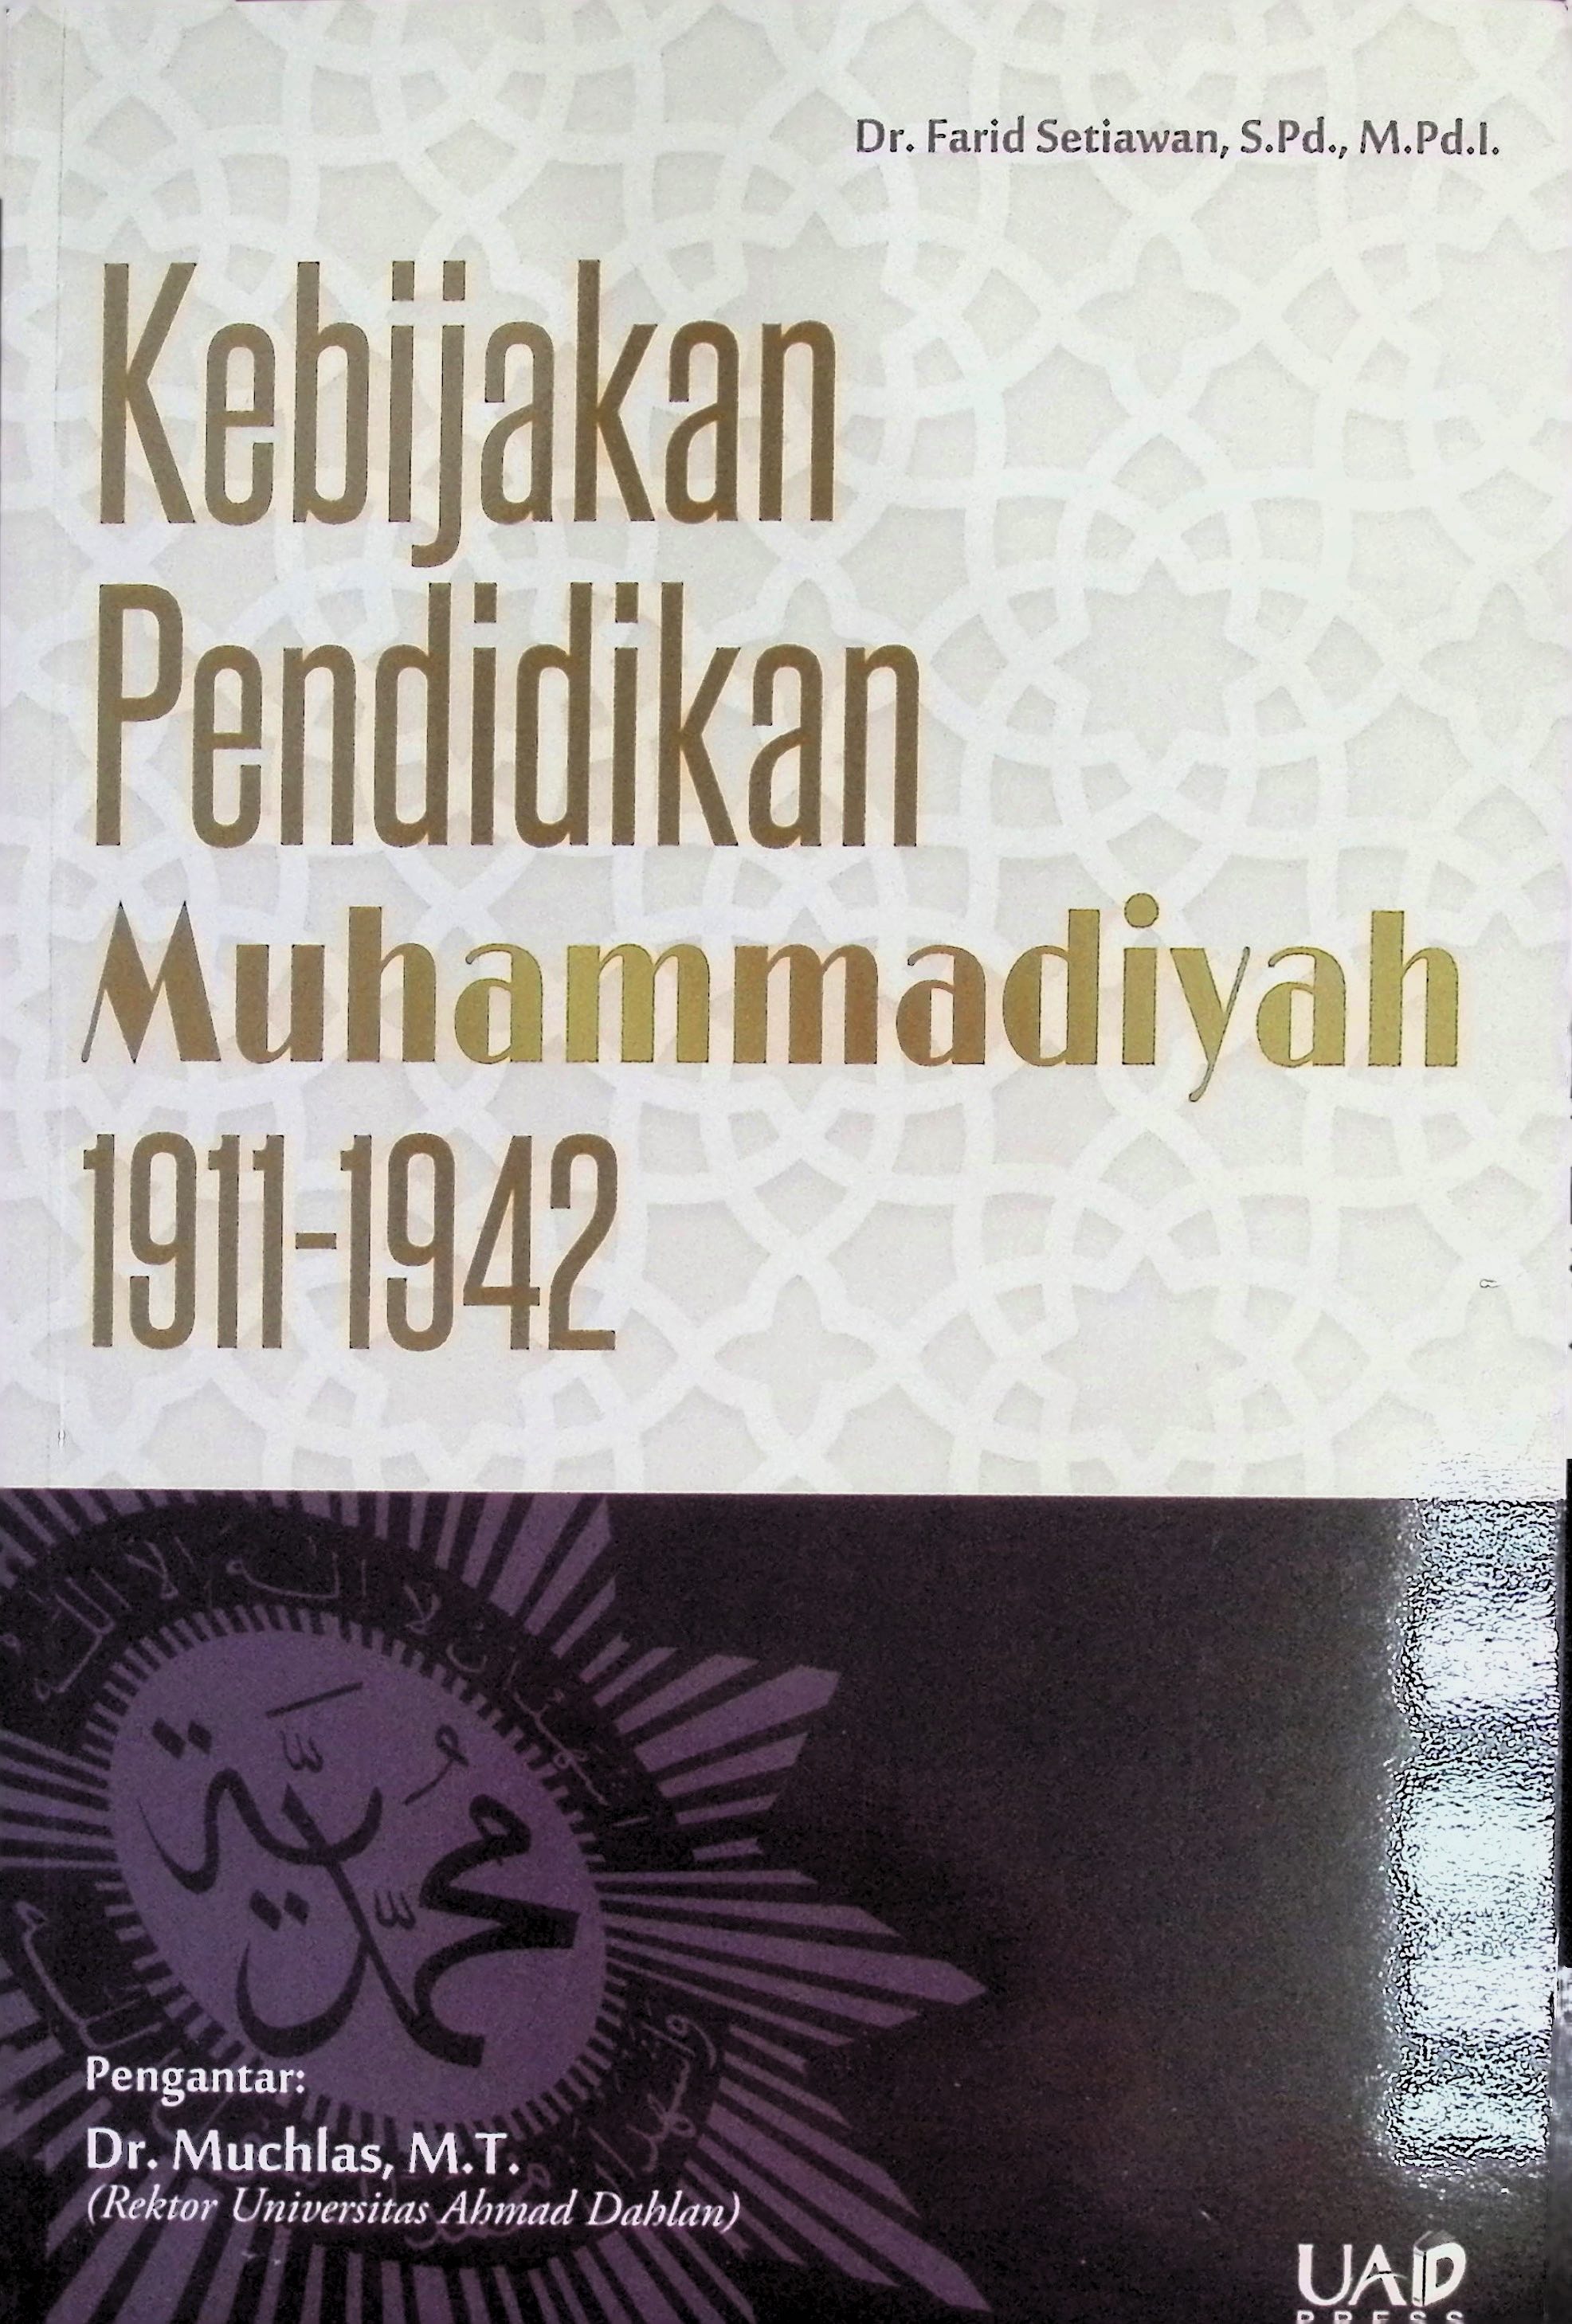 Dr. Farid Setiawan, S.Pd., M.Pd.I.
Kebijakan
Pendidikan
Muhammadiyah
1911-1942
محمدية
Pengantar:
Dr. Muchlas, M.T.
(Rektor Universitas Ahmad Dahlan)
UAD
PRESS